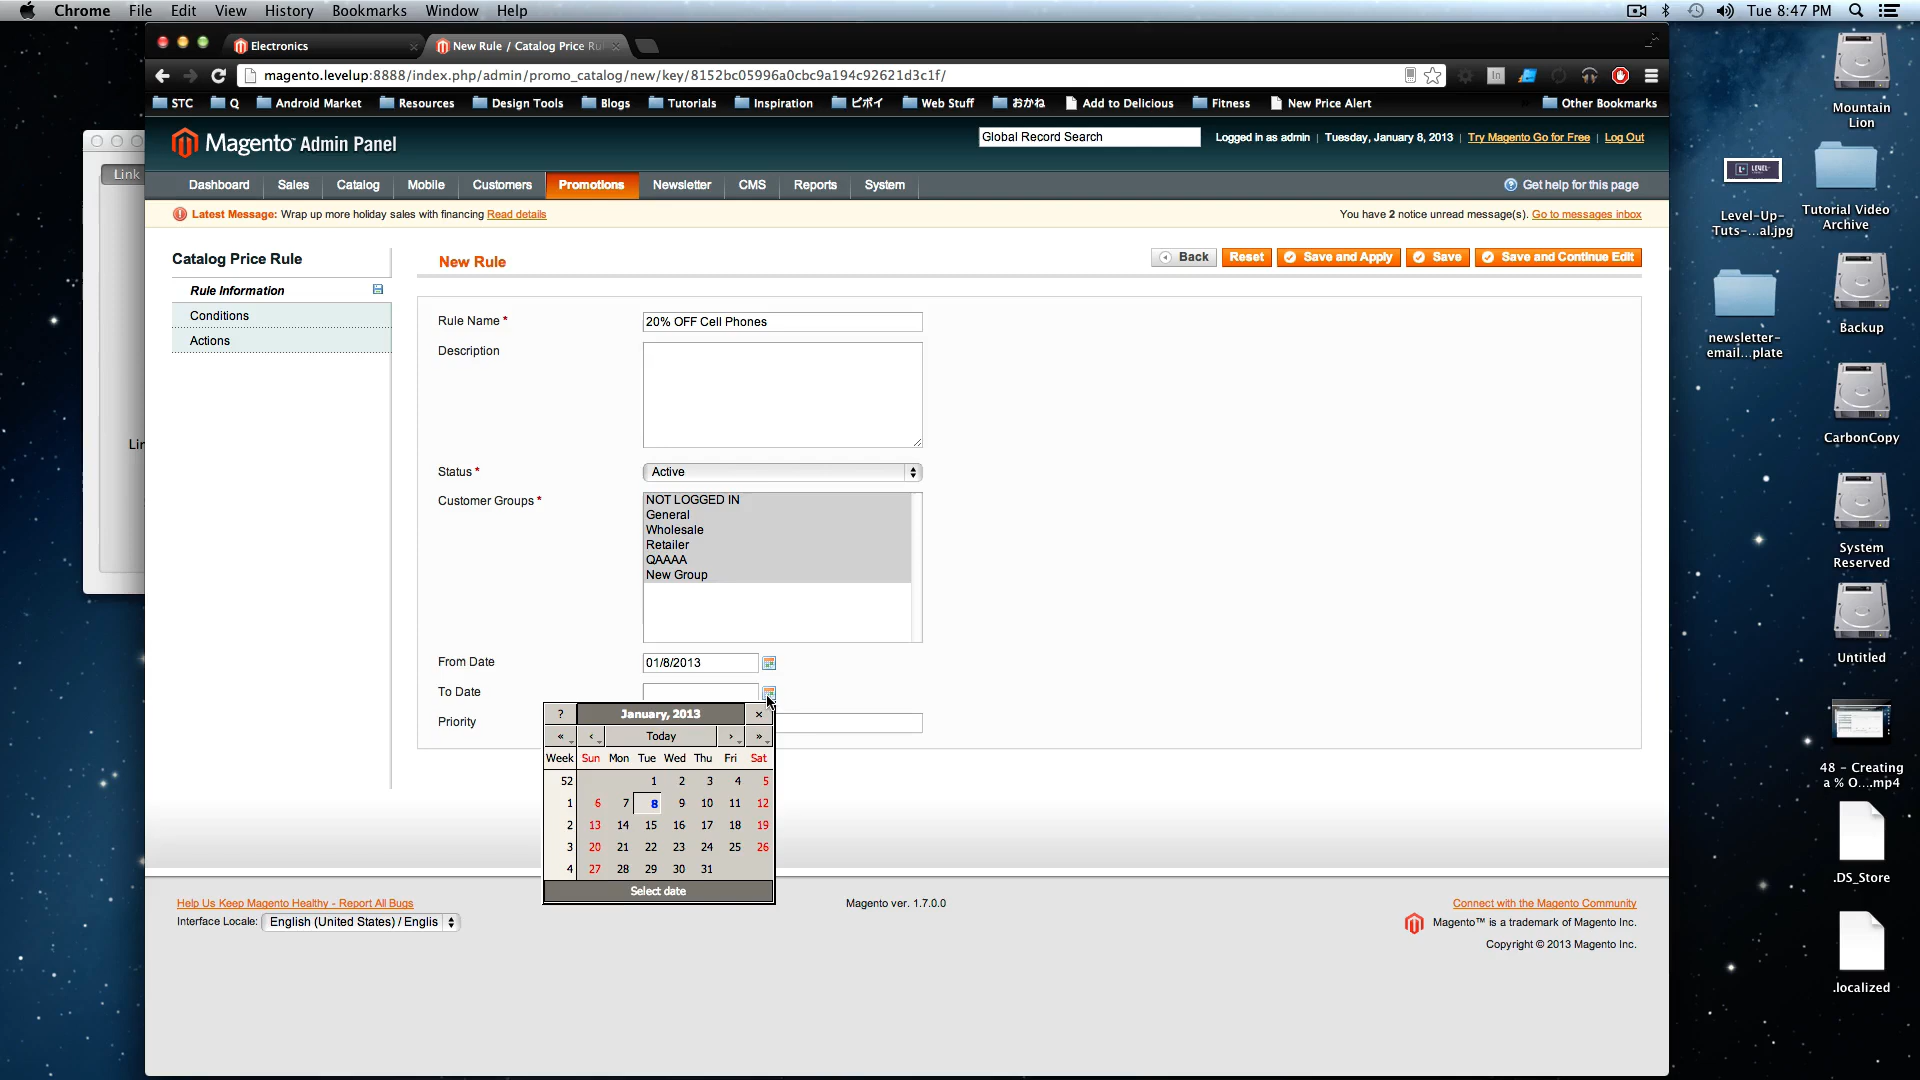 Chrome File Edit View History Bookmarks Window Help
Tue 8:47 PM
Electronics
New Rule / Catalog Price Ru
magento.levelup:8888/index.php/admin/promo_catalog/new/key/8152bc05996a0cbc9a194c92621d3c1f/
STC Q Android Market Resources Design Tools Blogs Tutorials Inspiration ビボイ Web Stuff おかね Add to Delicious Fitness New Price Alert Other Bookmarks
Magento™ Admin Panel
Global Record Search
Logged in as admin | Tuesday, January 8, 2013 | Try Magento Go for Free | Log Out
Dashboard Sales Catalog Mobile Customers Promotions Newsletter CMS Reports System
Get help for this page
Latest Message: Wrap up more holiday sales with financing Read details
You have 2 notice unread message(s). Go to messages inbox
Catalog Price Rule
Rule Information
Conditions
Actions
New Rule
Back Reset Save and Apply Save Save and Continue Edit
Rule Name *
20% OFF Cell Phones
Description
Status *
Active
Customer Groups *
NOT LOGGED IN
General
Wholesale
Retailer
QAAAA
New Group
From Date
01/8/2013
To Date
Priority
? January, 2013 ×
« ‹ Today › »
Week Sun Mon Tue Wed Thu Fri Sat
52 1 2 3 4 5
1 6 7 8 9 10 11 12
2 13 14 15 16 17 18 19
3 20 21 22 23 24 25 26
4 27 28 29 30 31
Select date
Help Us Keep Magento Healthy - Report All Bugs
Interface Locale: English (United States) / Englis
Magento ver. 1.7.0.0
Connect with the Magento Community
Magento™ is a trademark of Magento Inc.
Copyright © 2013 Magento Inc.
Link
Lin
Mountain
Lion
Level-Up-
Tuts-...al.jpg
Tutorial Video
Archive
Backup
newsletter-
email...plate
CarbonCopy
System
Reserved
Untitled
48 - Creating
a % O....mp4
.DS_Store
.localized